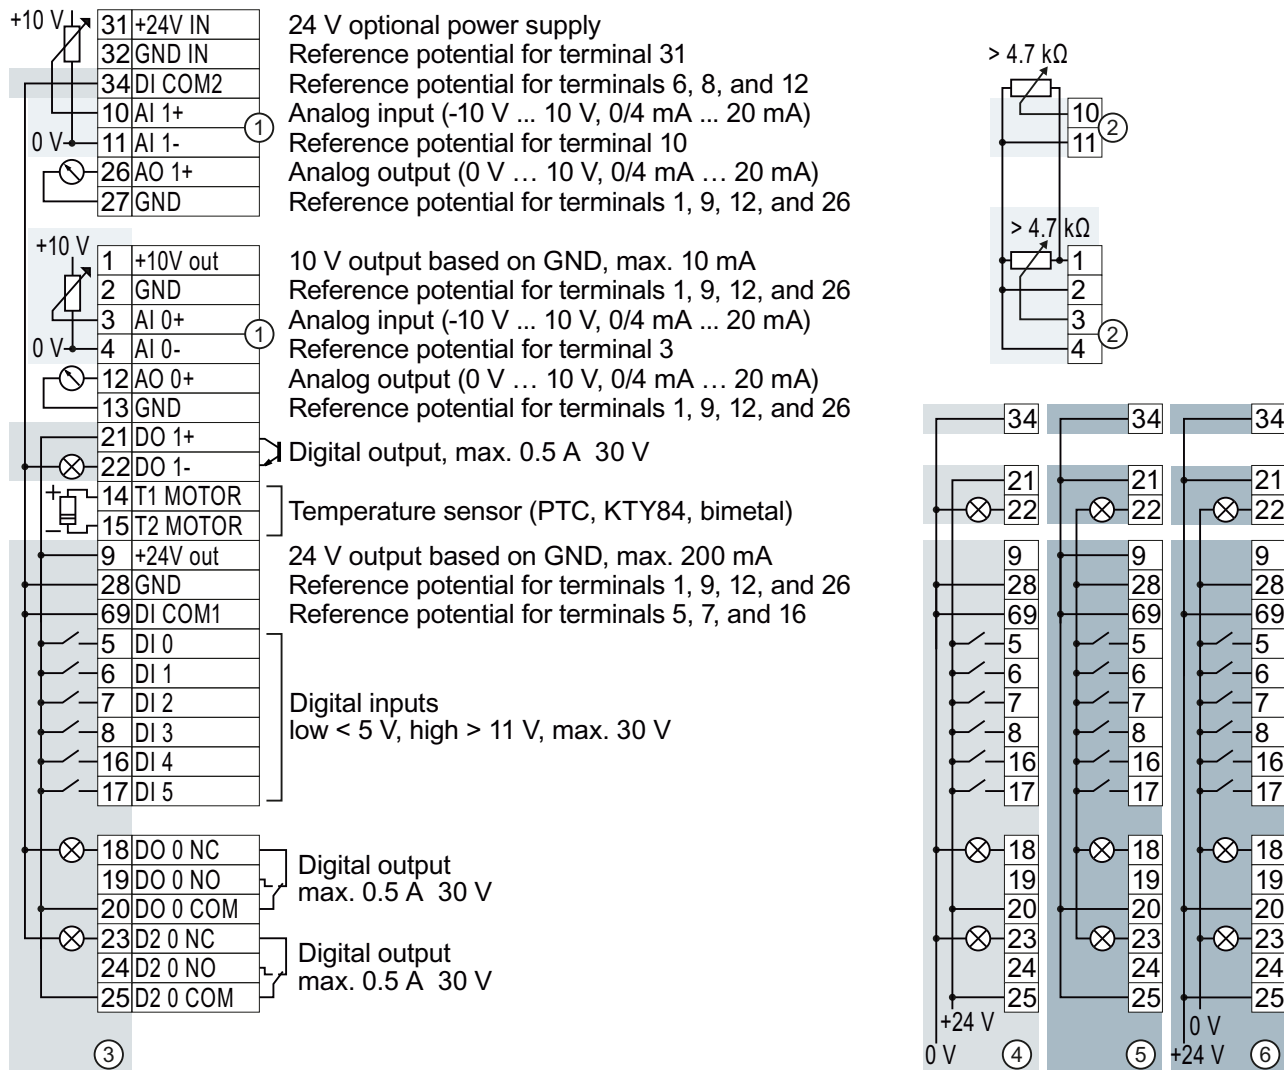 +10 V
31 +24V IN 24 V optional power supply
32 GND IN Reference potential for terminal 31
34 DI COM2 Reference potential for terminals 6, 8, and 12
10 AI 1+ Analog input (-10 V ... 10 V, 0/4 mA ... 20 mA)
1
0 V 11 AI 1- Reference potential for terminal 10
26 AO 1+ Analog output (0 V … 10 V, 0/4 mA … 20 mA)
27 GND Reference potential for terminals 1, 9, 12, and 26
+10 V
1 +10V out 10 V output based on GND, max. 10 mA
2 GND Reference potential for terminals 1, 9, 12, and 26
3 AI 0+ Analog input (-10 V ... 10 V, 0/4 mA ... 20 mA)
1
0 V 4 AI 0- Reference potential for terminal 3
12 AO 0+ Analog output (0 V … 10 V, 0/4 mA … 20 mA)
13 GND Reference potential for terminals 1, 9, 12, and 26
21 DO 1+
Digital output, max. 0.5 A 30 V
22 DO 1-
+ 14 T1 MOTOR
Temperature sensor (PTC, KTY84, bimetal)
– 15 T2 MOTOR
9 +24V out 24 V output based on GND, max. 200 mA
28 GND Reference potential for terminals 1, 9, 12, and 26
69 DI COM1 Reference potential for terminals 5, 7, and 16
5 DI 0
6 DI 1
7 DI 2 Digital inputs
8 DI 3 low < 5 V, high > 11 V, max. 30 V
16 DI 4
17 DI 5
18 DO 0 NC Digital output
19 DO 0 NO max. 0.5 A 30 V
20 DO 0 COM
23 D2 0 NC Digital output
24 D2 0 NO max. 0.5 A 30 V
25 D2 0 COM
3
> 4.7 kΩ
10
2
11
> 4.7 kΩ
1
2
3
2
4
34 34 34
21 21 21
22 22 22
9 9 9
28 28 28
69 69 69
5 5 5
6 6 6
7 7 7
8 8 8
16 16 16
17 17 17
18 18 18
19 19 19
20 20 20
23 23 23
24 24 24
25 25 25
+24 V 0 V
0 V 4 5 +24 V 6